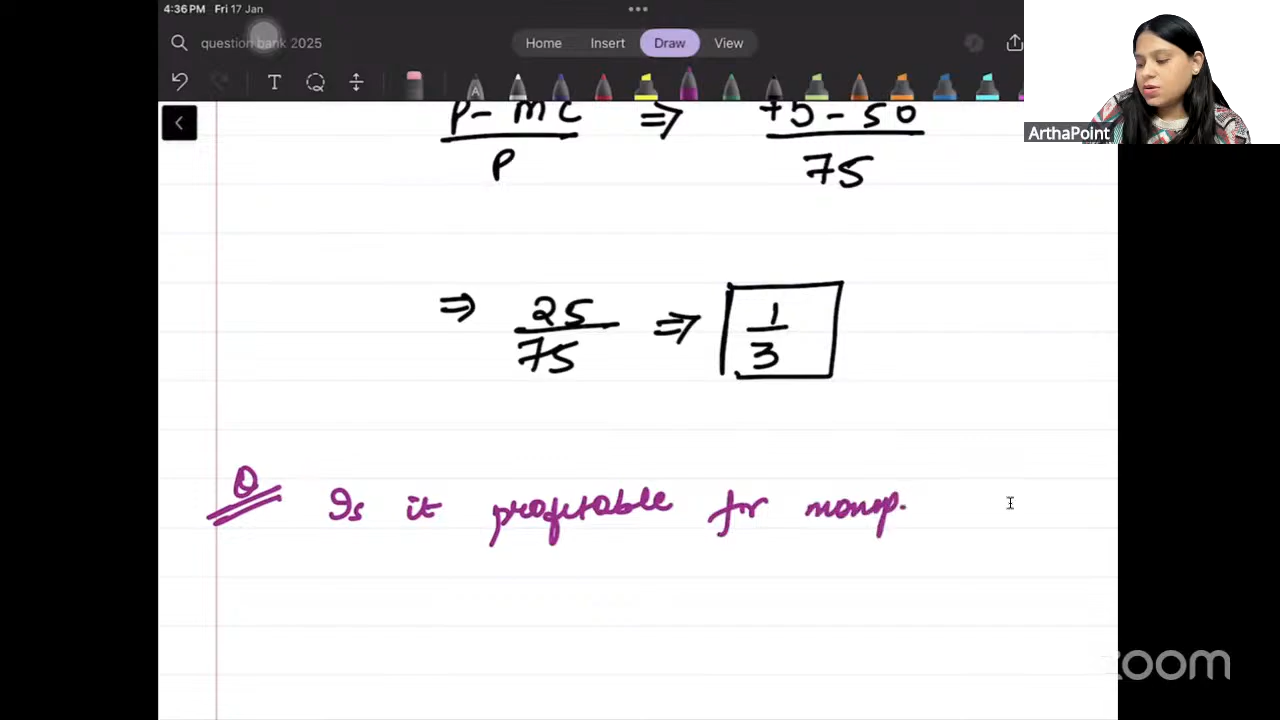 4:36 PM Fri 17 Jan
question bank 2025
Home Insert Draw View
ArthaPoint
P - MC ⇒ 75 - 50
P 75
⇒ 25 ⇒ 1
75 3
Q Is it profitable for monop.
zoom